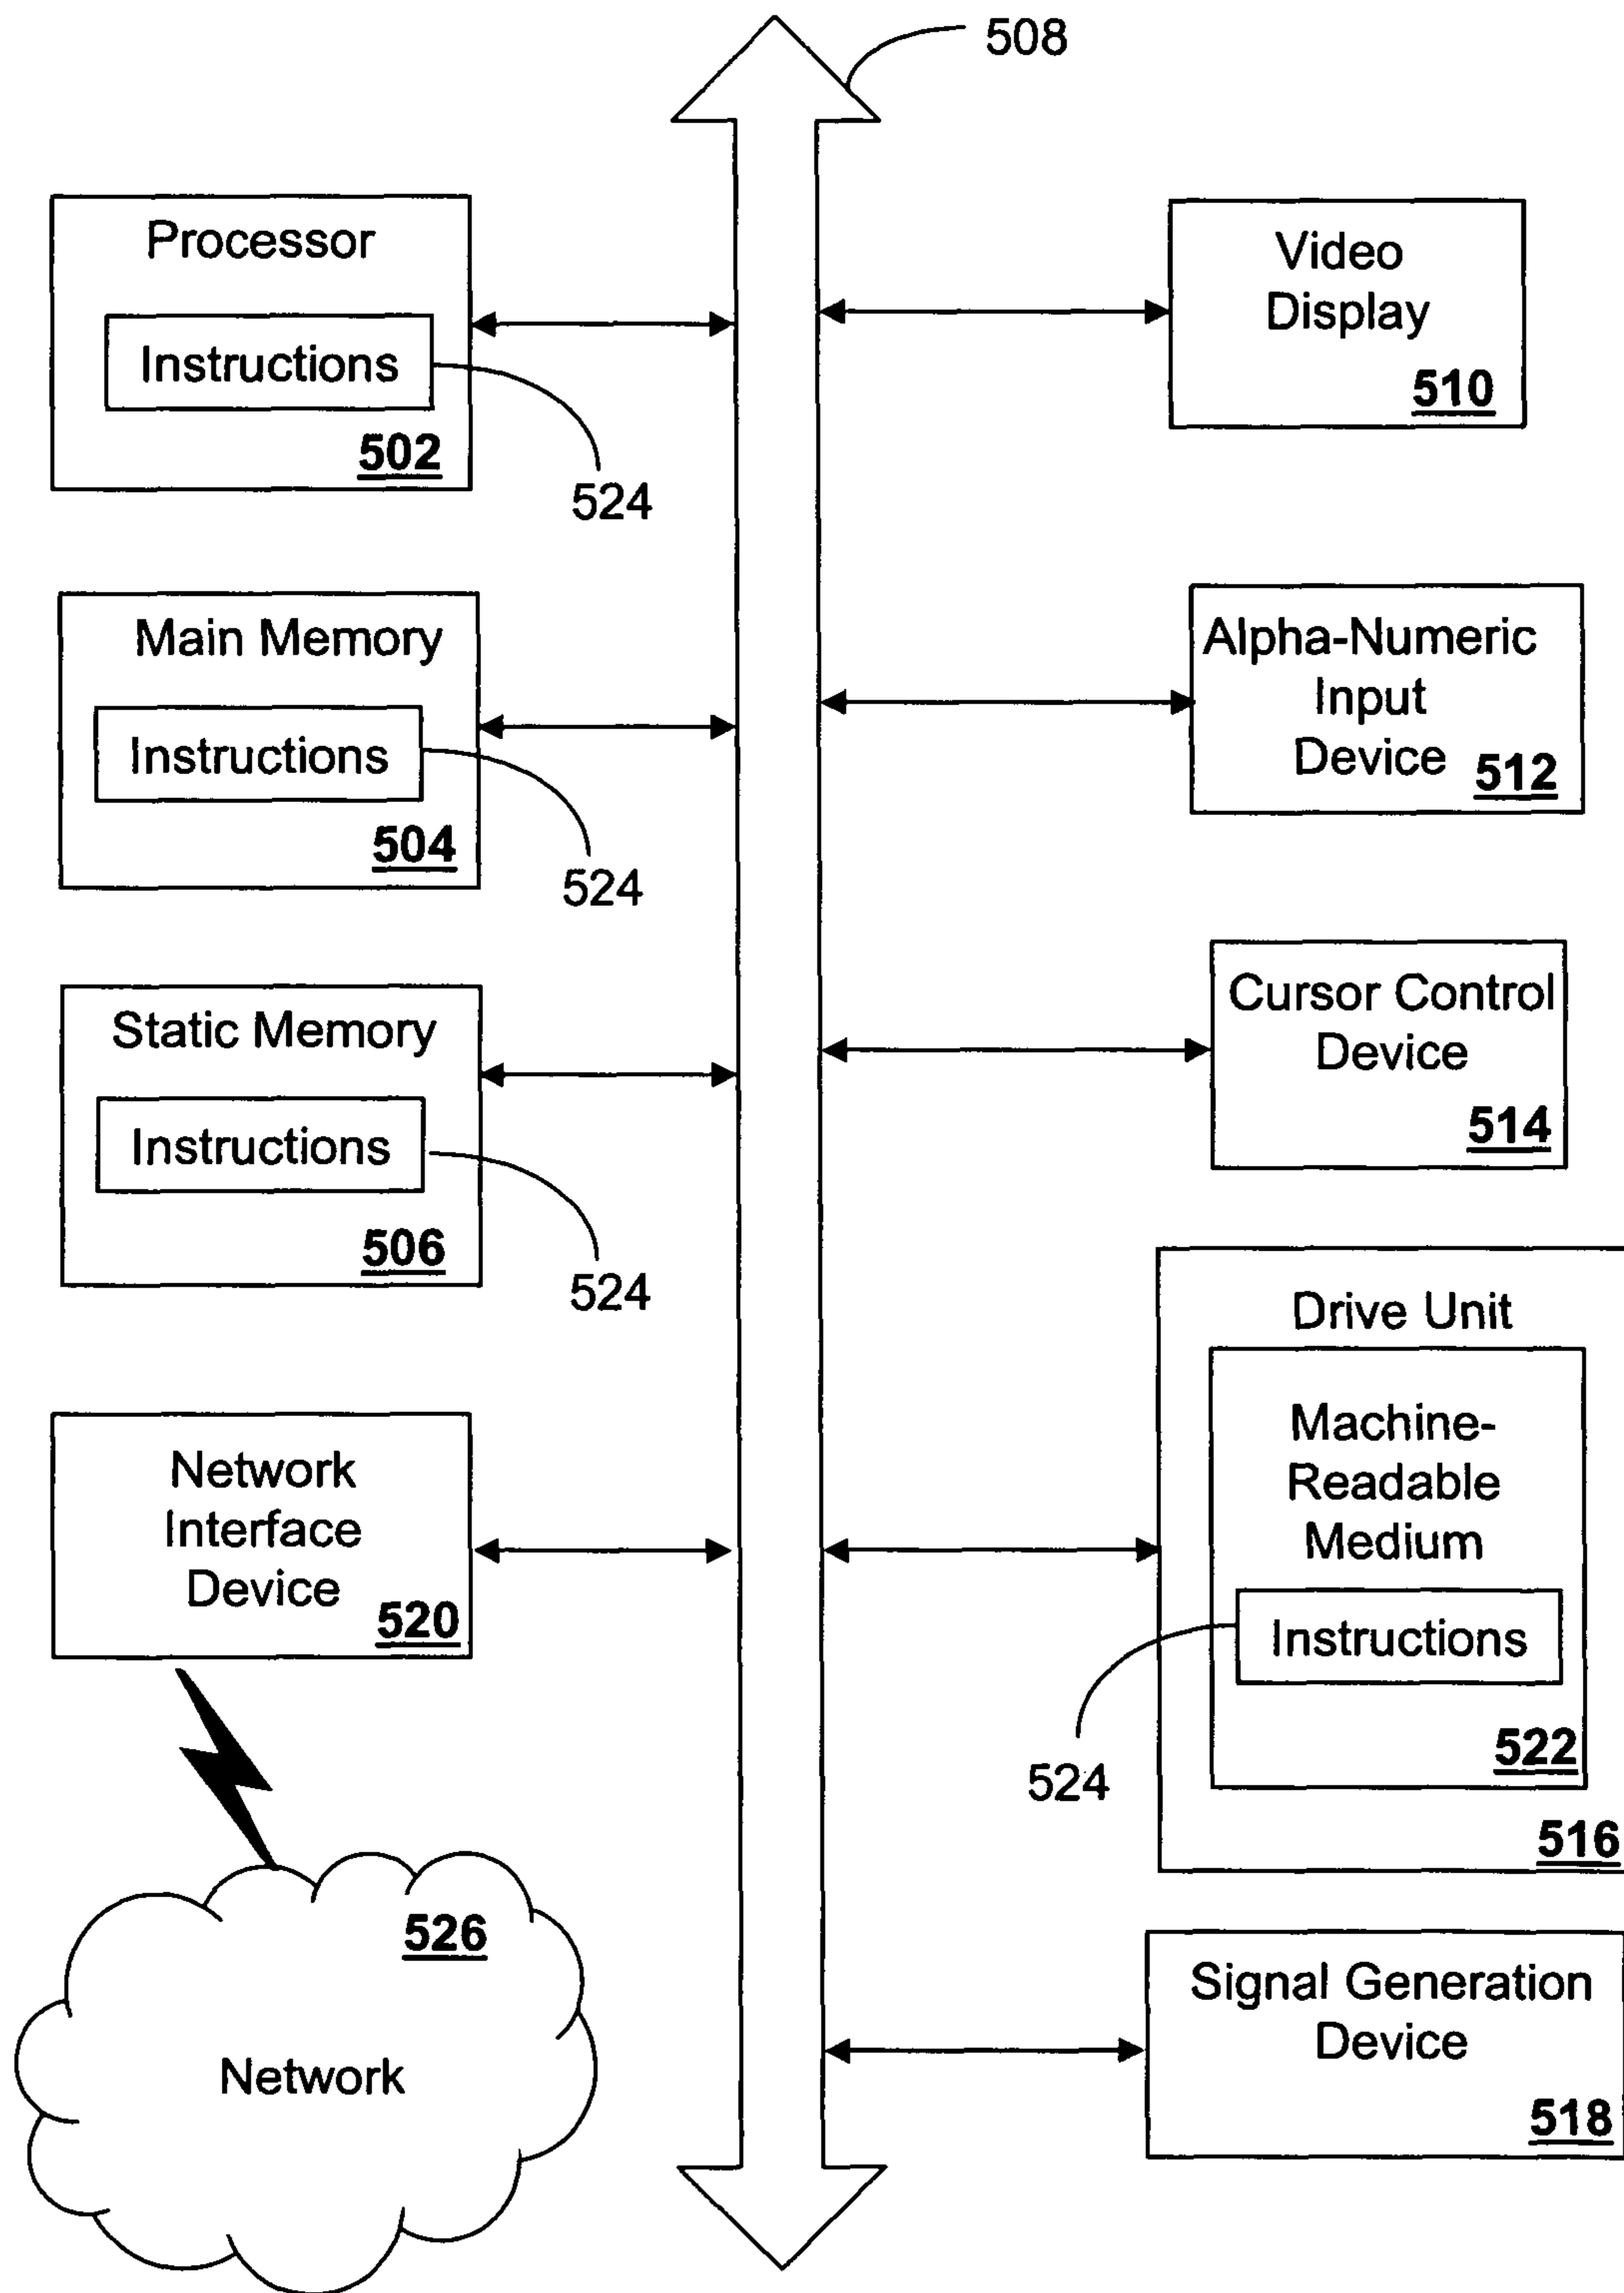 508
Processor
Instructions
502
524
Video
Display
510
Main Memory
Instructions
504
524
Alpha-Numeric
Input
Device
512
Static Memory
Instructions
506
524
Cursor Control
Device
514
Network
Interface
Device
520
Drive Unit
Machine-
Readable
Medium
Instructions
522
524
516
526
Network
Signal Generation
Device
518